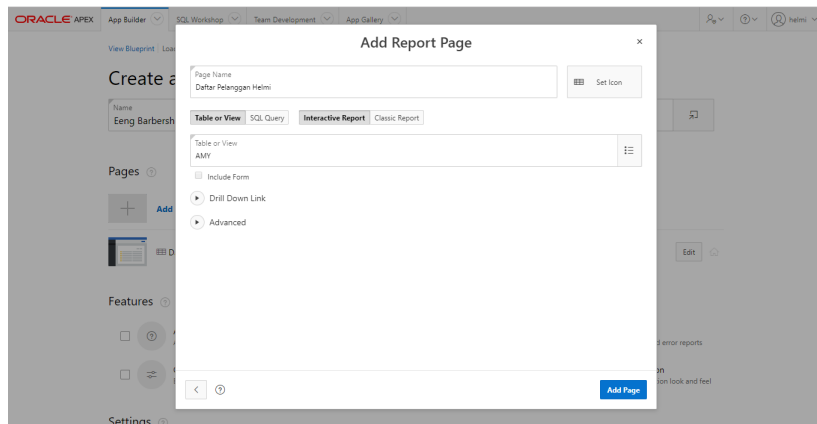 ORACLE APEX App Builder SQL Workshop Team Development App Gallery helmi
View Blueprint Loa
Create a
Name
Eeng Barbersh
Pages
Add
D
Edit
Features
d error reports
on
ion look and feel
Settings
Add Report Page
Page Name
Daftar Pelanggan Helmi
Set Icon
Table or View SQL Query Interactive Report Classic Report
Table or View
AMY
Include Form
Drill Down Link
Advanced
Add Page